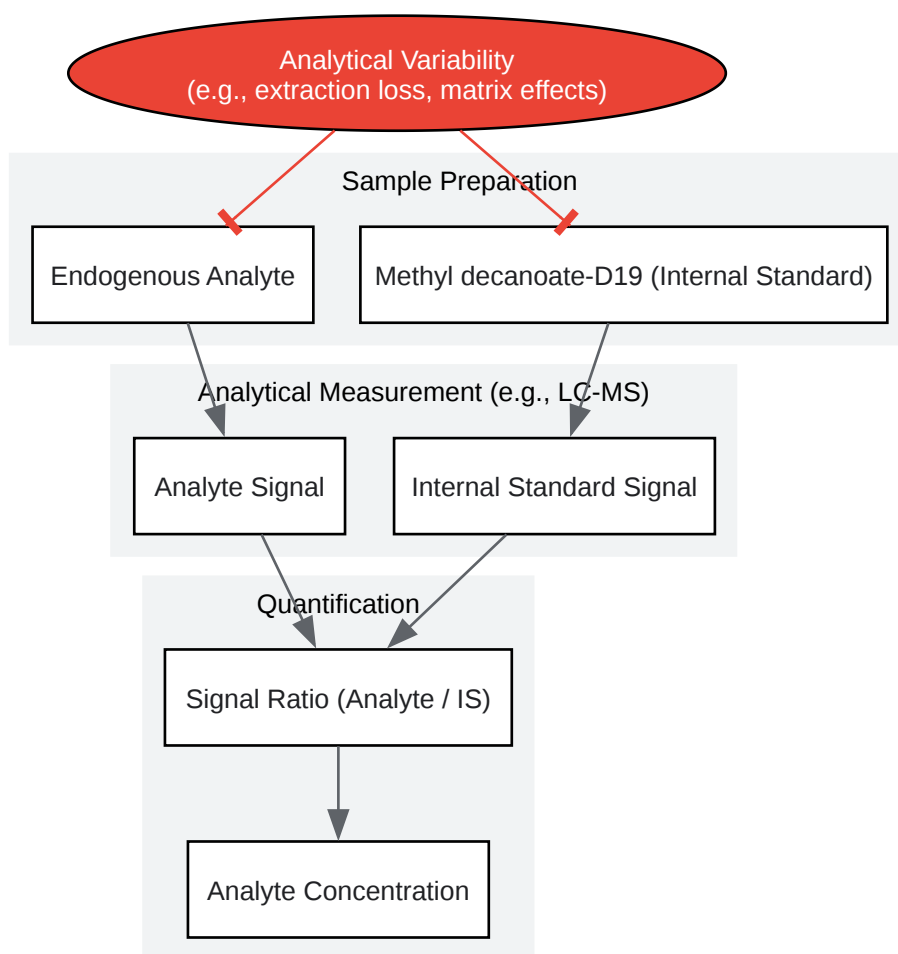 Analytical Variability
(e.g., extraction loss, matrix effects)
Sample Preparation
Endogenous Analyte
Methyl decanoate-D19 (Internal Standard)
Analytical Measurement (e.g., LC-MS)
Analyte Signal
Internal Standard Signal
Quantification
Signal Ratio (Analyte / IS)
Analyte Concentration